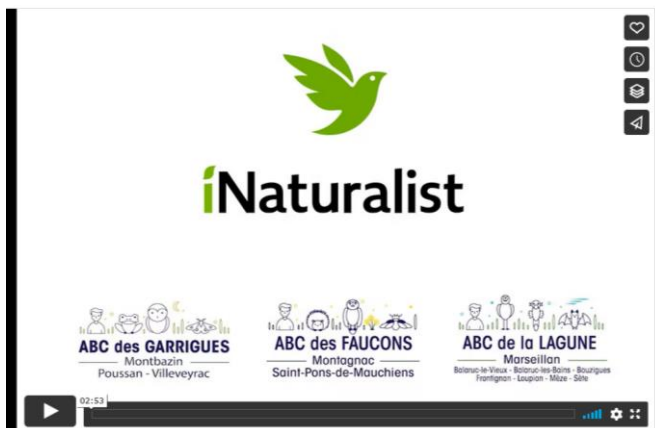 iNaturalist
ABC des GARRIGUES
Montbazin
Poussan - Villeveyrac
ABC des FAUCONS
Montagnac
Saint-Pons-de-Mauchiens
ABC de la LAGUNE
Marseillan
Balaruc-le-Vieux - Balaruc-les-Bains - Bouzigues
Frontignan - Loupian - Mèze - Sète
02:53